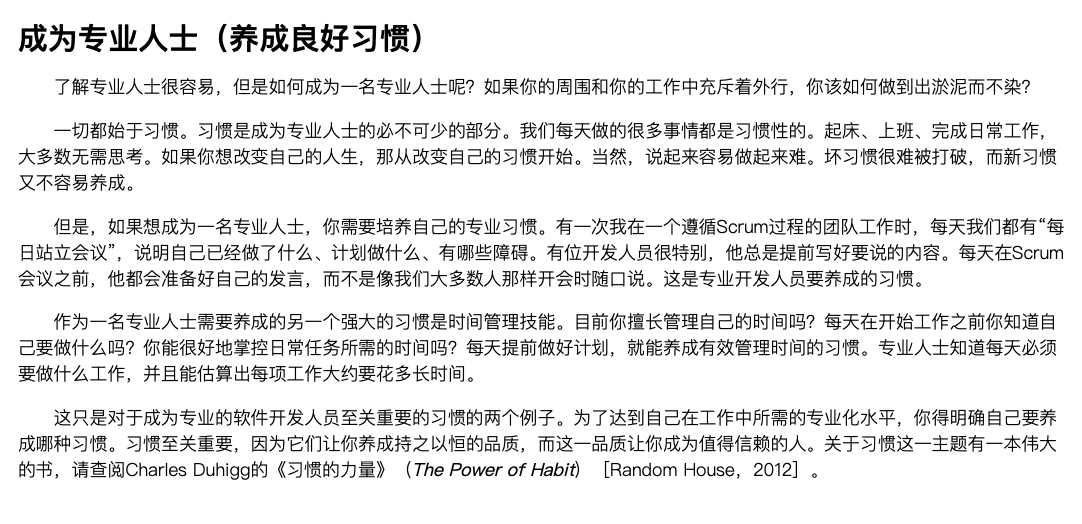 成为专业人士（养成良好习惯）
了解专业人士很容易，但是如何成为一名专业人士呢？如果你的周围和你的工作中充斥着外行，你该如何做到出淤泥而不染？
一切都始于习惯。习惯是成为专业人士的必不可少的部分。我们每天做的很多事情都是习惯性的。起床、上班、完成日常工作，
大多数无需思考。如果你想改变自己的人生，那从改变自己的习惯开始。当然，说起来容易做起来难。坏习惯很难被打破，而新习惯
又不容易养成。
但是，如果想成为一名专业人士，你需要培养自己的专业习惯。有一次我在一个遵循Scrum过程的团队工作时，每天我们都有“每
日站立会议”，说明自己已经做了什么、计划做什么、有哪些障碍。有位开发人员很特别，他总是提前写好要说的内容。每天在Scrum
会议之前，他都会准备好自己的发言，而不是像我们大多数人那样开会时随口说。这是专业开发人员要养成的习惯。
作为一名专业人士需要养成的另一个强大的习惯是时间管理技能。目前你擅长管理自己的时间吗？每天在开始工作之前你知道自
己要做什么吗？你能很好地掌控日常任务所需的时间吗？每天提前做好计划，就能养成有效管理时间的习惯。专业人士知道每天必须
要做什么工作，并且能估算出每项工作大约要花多长时间。
这只是对于成为专业的软件开发人员至关重要的习惯的两个例子。为了达到自己在工作中所需的专业化水平，你得明确自己要养
成哪种习惯。习惯至关重要，因为它们让你养成持之以恒的品质，而这一品质让你成为值得信赖的人。关于习惯这一主题有一本伟大
的书，请查阅Charles Duhigg的《习惯的力量》（The Power of Habit）［Random House，2012］。